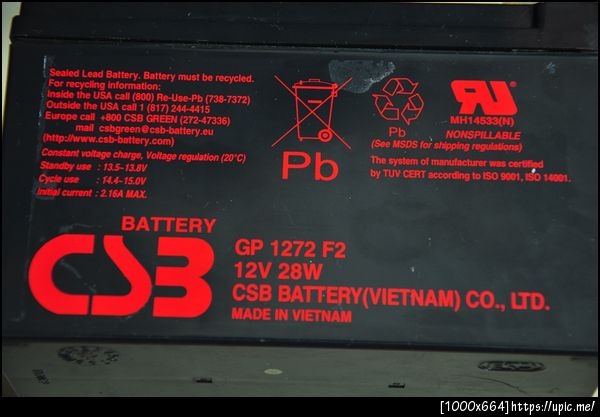 Sealed Lead Battery. Battery must be recycled.
For recycling information:
Inside the USA call (800) Re-Use-Pb (738-7372)
Outside the USA call 1 (817) 244-4415
Europe call +800 CSB GREEN (272-47336)
mail csbgreen@csb-battery.eu
(http://www.csb-battery.com)
Constant voltage charge, Voltage regulation (20°C)
Standby use : 13.5~13.8V
Cycle use : 14.4~15.0V
Initial current : 2.16A MAX.
Pb
Pb
MH14533(N)
NONSPILLABLE
(See MSDS for shipping regulations)
The system of manufacturer was certified
by TUV CERT according to ISO 9001, ISO 14001.
BATTERY
CSB
GP 1272 F2
12V 28W
CSB BATTERY(VIETNAM) CO., LTD.
MADE IN VIETNAM
[1000x664]https://upic.me/